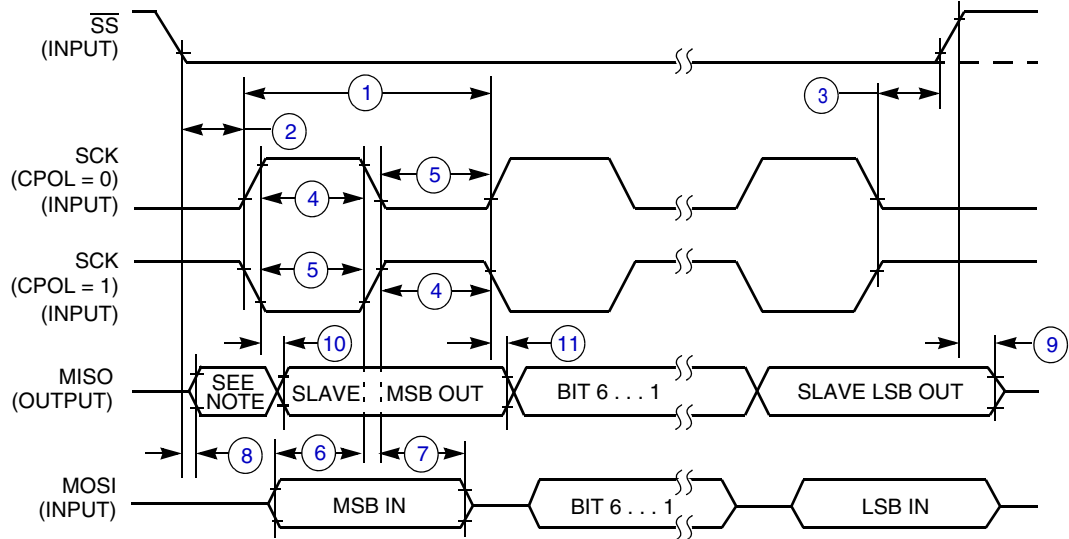 SS
(INPUT)
1
3
2
SCK
(CPOL = 0)
(INPUT)
5
4
SCK
(CPOL = 1)
(INPUT)
5
4
10
11
9
MISO
(OUTPUT)
SEE
NOTE
SLAVE
MSB OUT
BIT 6 . . . 1
SLAVE LSB OUT
8
6
7
MOSI
(INPUT)
MSB IN
BIT 6 . . . 1
LSB IN